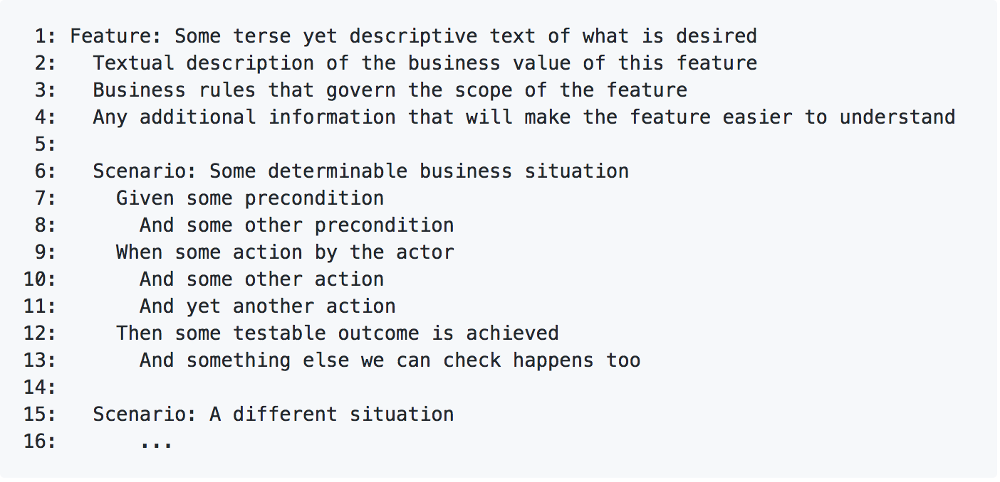 1: Feature: Some terse yet descriptive text of what is desired
2:   Textual description of the business value of this feature
3:   Business rules that govern the scope of the feature
4:   Any additional information that will make the feature easier to understand
5:
6:   Scenario: Some determinable business situation
7:     Given some precondition
8:       And some other precondition
9:     When some action by the actor
10:       And some other action
11:       And yet another action
12:     Then some testable outcome is achieved
13:       And something else we can check happens too
14:
15:   Scenario: A different situation
16:       ...